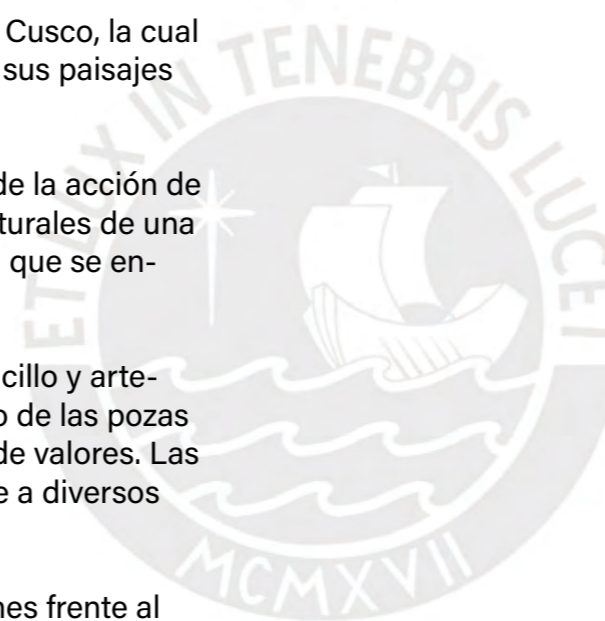 Cusco, la cual
sus paisajes
de la acción de
turales de una
que se en-
cillo y arte-
o de las pozas
de valores. Las
e a diversos
nes frente al
ET LUX IN TENEBRIS LUCET
MCMXVII